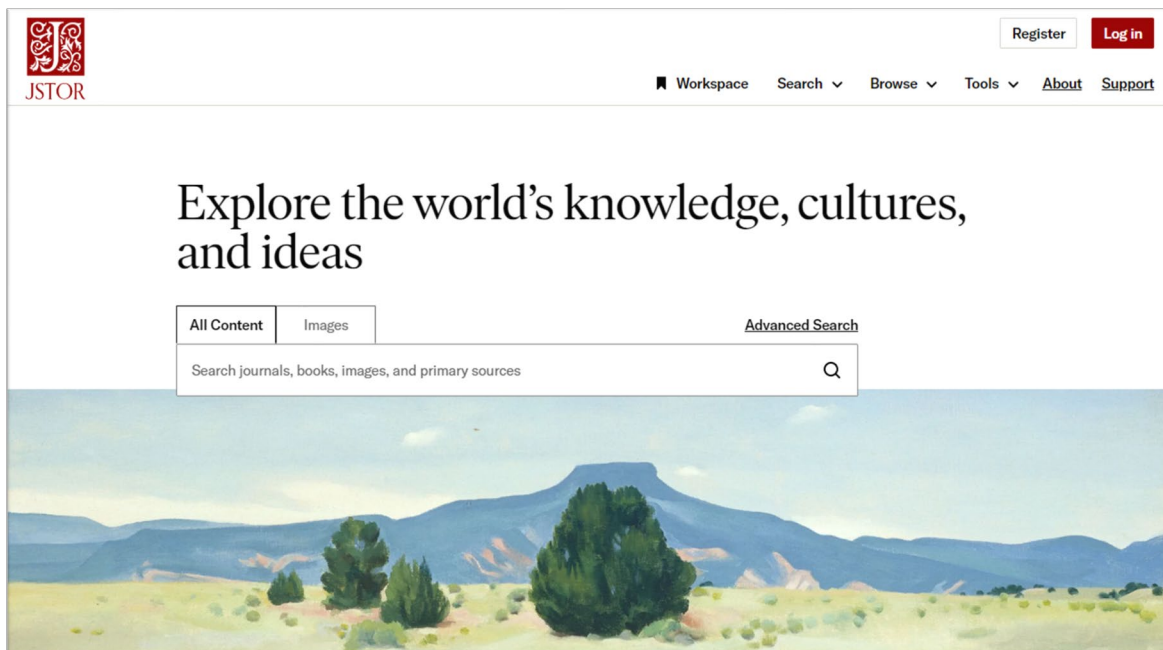 Register
Log in
JSTOR
Workspace
Search
Browse
Tools
About
Support
Explore the world’s knowledge, cultures,
and ideas
All Content
Images
Advanced Search
Search journals, books, images, and primary sources